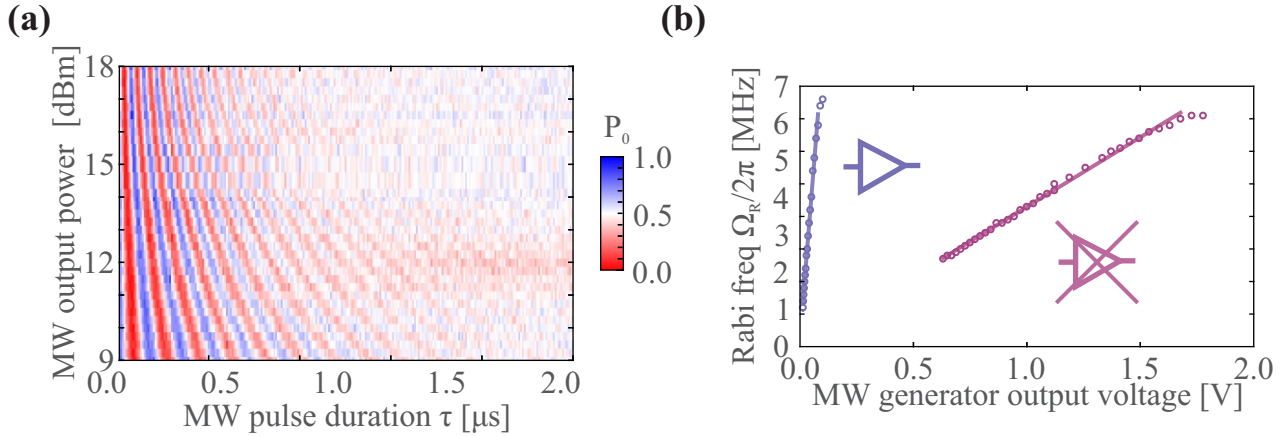 (a)
MW output power [dBm]
18
15
12
9
0.0 0.5 1.0 1.5 2.0
MW pulse duration τ [μs]
P0
1.0
0.5
0.0
(b)
Rabi freq ΩR/2π [MHz]
7
6
5
4
3
2
1
0
0.0 0.5 1.0 1.5 2.0
MW generator output voltage [V]